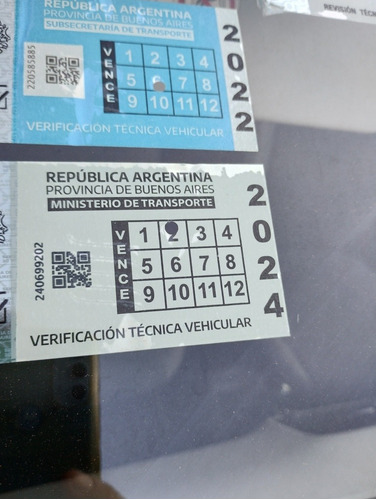 REPÚBLICA ARGENTINA
PROVINCIA DE BUENOS AIRES
SUBSECRETARÍA DE TRANSPORTE
220585885
VENCE
1 2 3 4
5 6 7 8
9 10 11 12
2022
VERIFICACIÓN TÉCNICA VEHICULAR
REVISIÓN
REPÚBLICA ARGENTINA
PROVINCIA DE BUENOS AIRES
MINISTERIO DE TRANSPORTE
240699202
VENCE
1 2 3 4
5 6 7 8
9 10 11 12
2024
VERIFICACIÓN TÉCNICA VEHICULAR